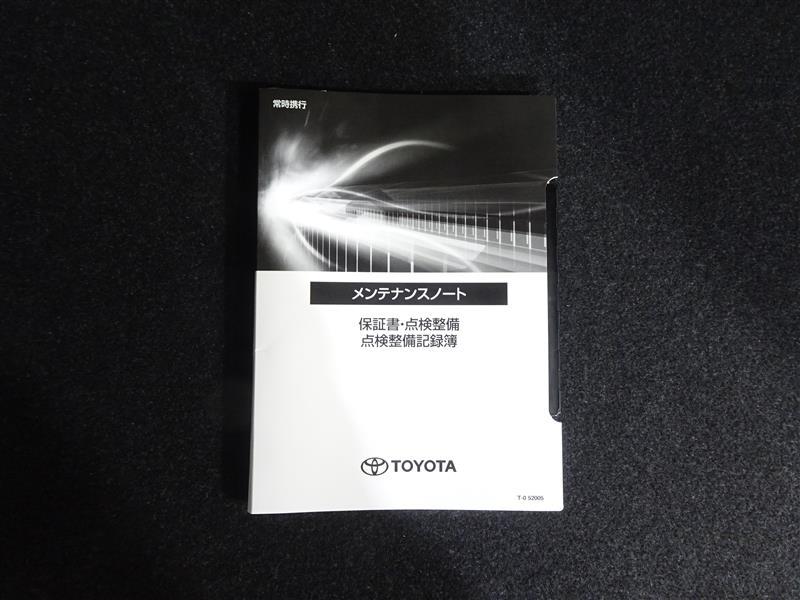 常時携行
メンテナンスノート
保証書・点検整備
点検整備記録簿
TOYOTA
T-0 52005